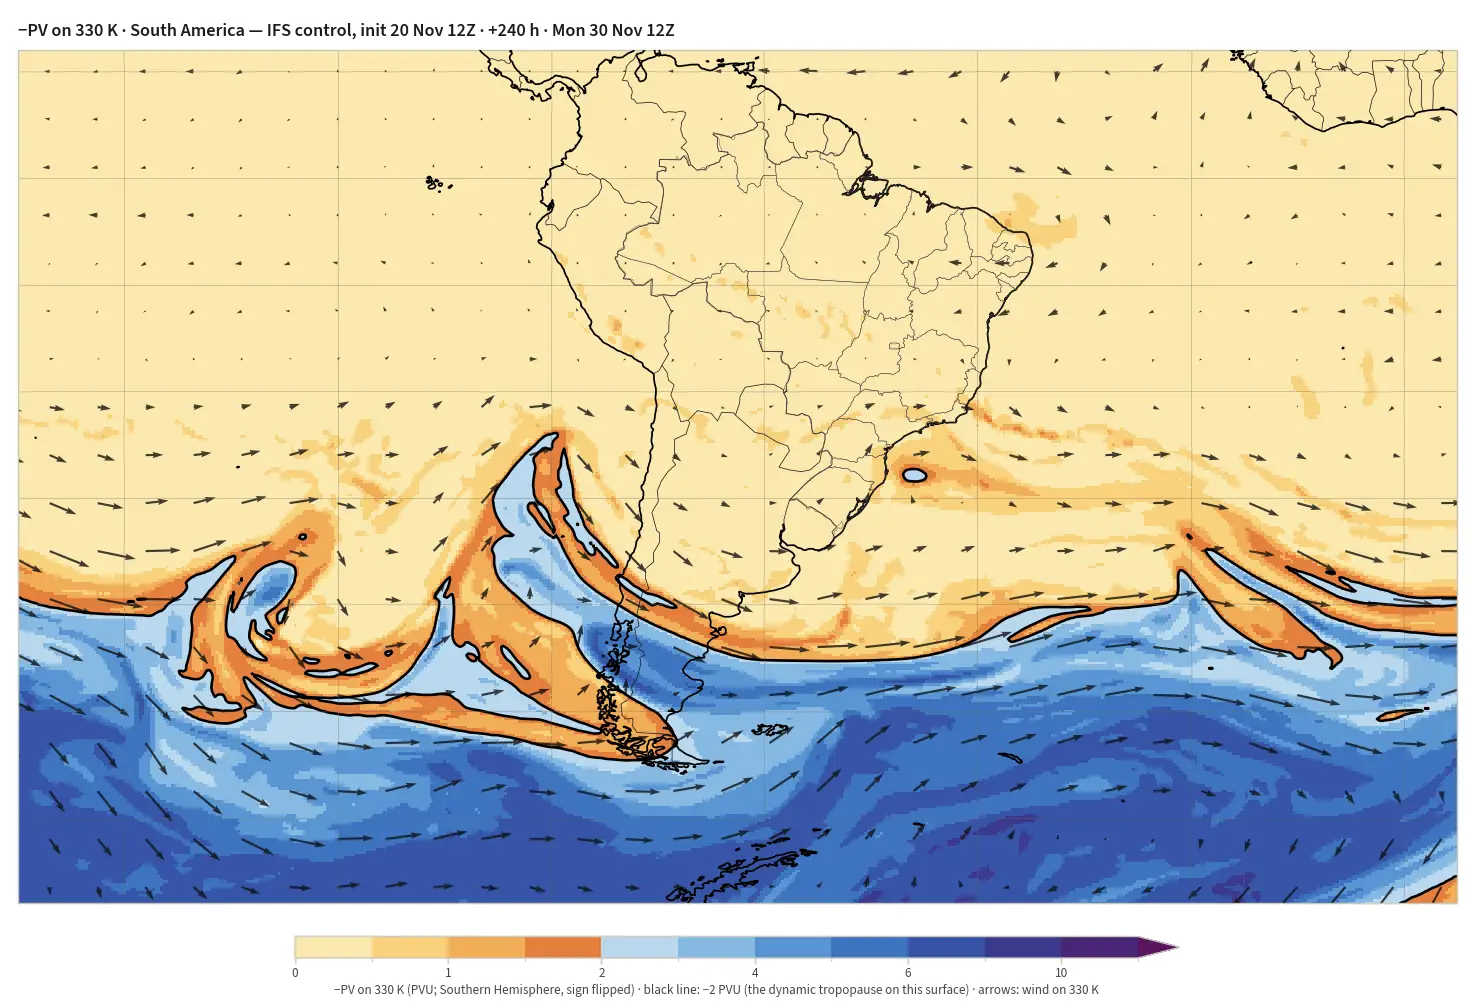 −PV on 330 K · South America — IFS control, init 20 Nov 12Z · +240 h · Mon 30 Nov 12Z
0 1 2 4 6 10
−PV on 330 K (PVU; Southern Hemisphere, sign flipped) · black line: −2 PVU (the dynamic tropopause on this surface) · arrows: wind on 330 K